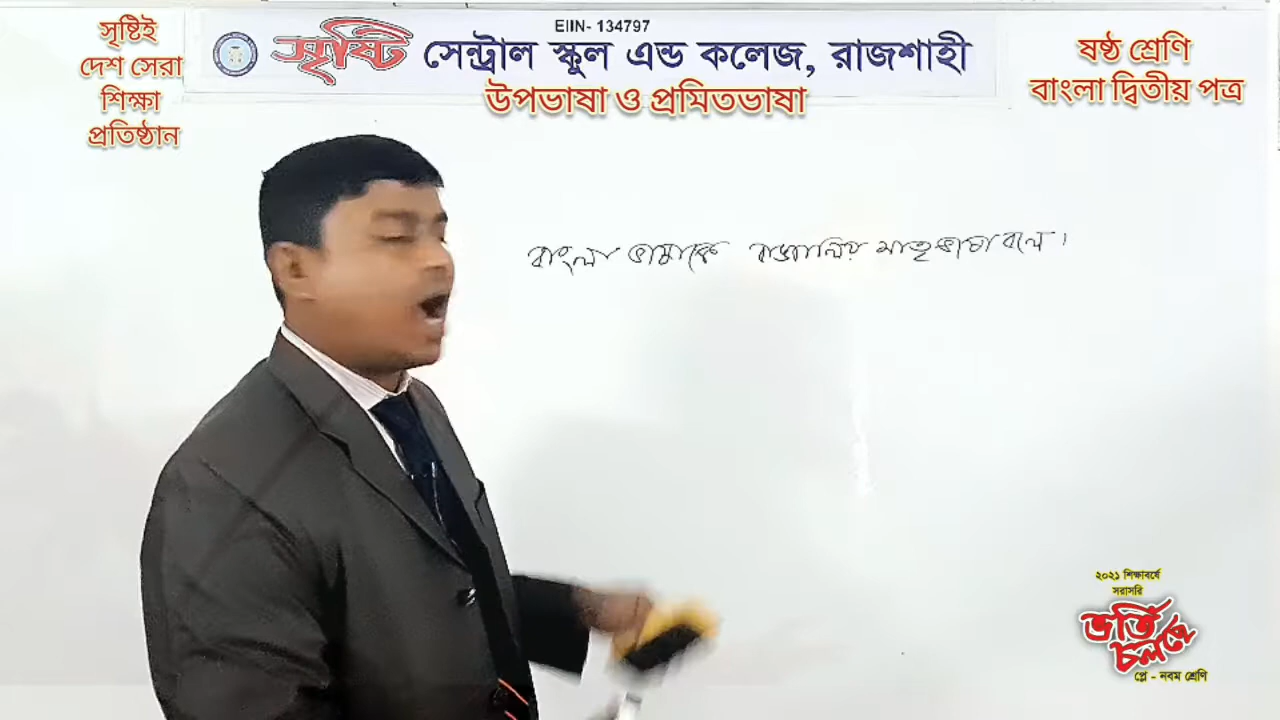 সৃষ্টিই
দেশ সেরা
শিক্ষা
প্রতিষ্ঠান
EIIN- 134797
সৃষ্টি সেন্ট্রাল স্কুল এন্ড কলেজ, রাজশাহী
উপভাষা ও প্রমিতভাষা
ষষ্ঠ শ্রেণি
বাংলা দ্বিতীয় পত্র
বাংলা ভাষাকে বাঙালির মাতৃভাষা বলে।
২০২১ শিক্ষাবর্ষে
সরাসরি
ভর্তি
চলছে
প্লে - নবম শ্রেণি